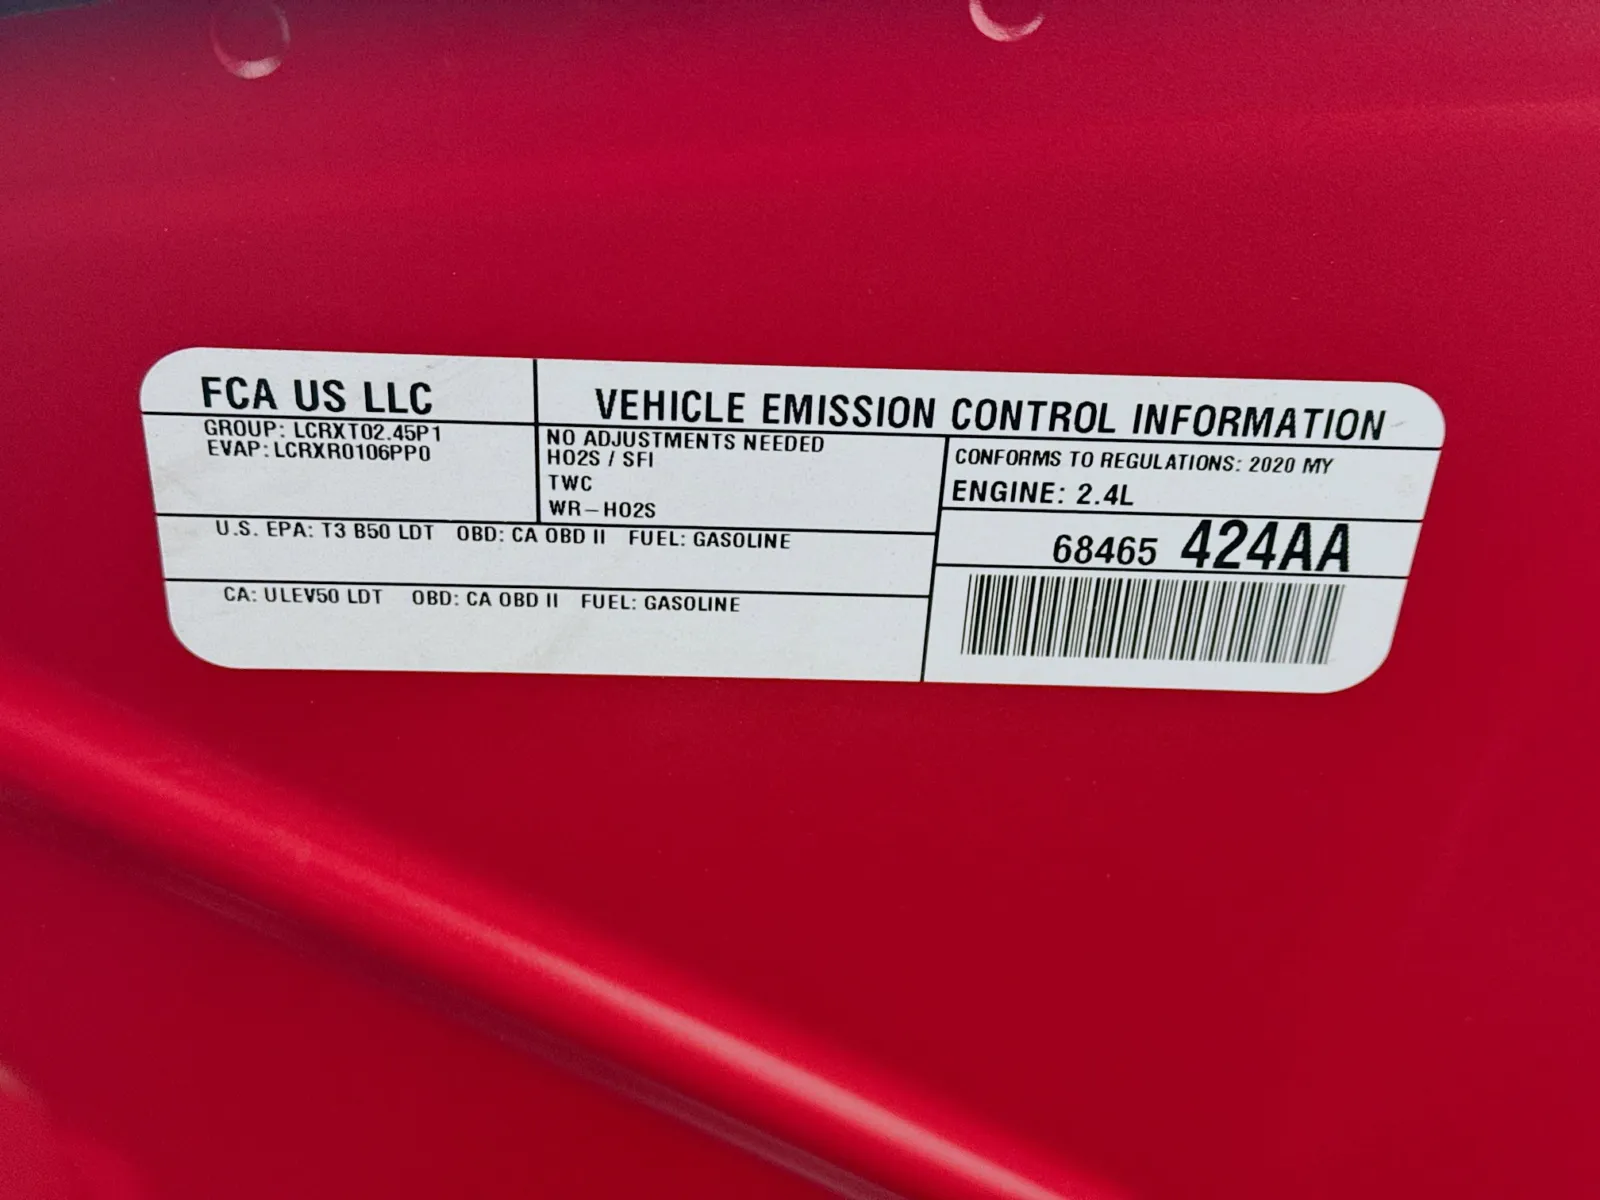 FCA US LLC
GROUP: LCRXT02.45P1
EVAP: LCRXR0106PP0
VEHICLE EMISSION CONTROL INFORMATION
NO ADJUSTMENTS NEEDED
HO2S / SFI
TWC
WR-HO2S
CONFORMS TO REGULATIONS: 2020 MY
ENGINE: 2.4L
68465 424AA
U.S. EPA: T3 B50 LDT OBD: CA OBD II FUEL: GASOLINE
CA: ULEV50 LDT OBD: CA OBD II FUEL: GASOLINE